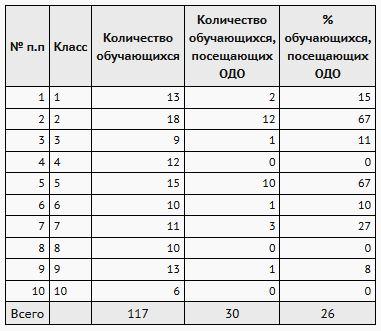 № п.п Класс Количество обучающихся Количество обучающихся, посещающих ОДО % обучающихся, посещающих ОДО
1 1 13 2 15
2 2 18 12 67
3 3 9 1 11
4 4 12 0 0
5 5 15 10 67
6 6 10 1 10
7 7 11 3 27
8 8 10 0 0
9 9 13 1 8
10 10 6 0 0
Всего 117 30 26